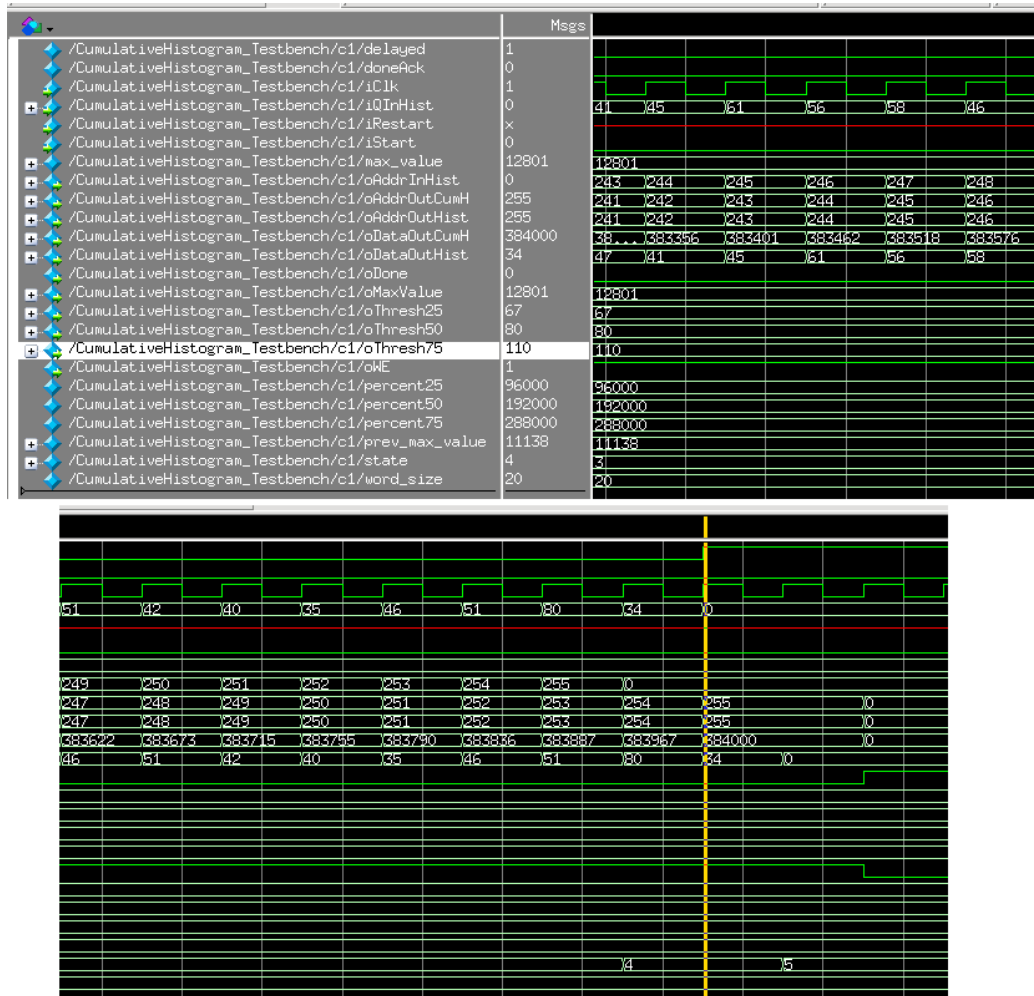 Msgs
/CumulativeHistogram_Testbench/c1/delayed 1
/CumulativeHistogram_Testbench/c1/doneAck 0
/CumulativeHistogram_Testbench/c1/iClk 1
/CumulativeHistogram_Testbench/c1/iQInHist 0 41 45 61 56 58 46
/CumulativeHistogram_Testbench/c1/iRestart x
/CumulativeHistogram_Testbench/c1/iStart 0
/CumulativeHistogram_Testbench/c1/max_value 12801 12801
/CumulativeHistogram_Testbench/c1/oAddrInHist 0 243 244 245 246 247 248
/CumulativeHistogram_Testbench/c1/oAddrOutCumH 255 241 242 243 244 245 246
/CumulativeHistogram_Testbench/c1/oAddrOutHist 255 241 242 243 244 245 246
/CumulativeHistogram_Testbench/c1/oDataOutCumH 384000 38... 383356 383401 383462 383518 383576
/CumulativeHistogram_Testbench/c1/oDataOutHist 34 47 41 45 61 56 58
/CumulativeHistogram_Testbench/c1/oDone 0
/CumulativeHistogram_Testbench/c1/oMaxValue 12801 12801
/CumulativeHistogram_Testbench/c1/oThresh25 67 67
/CumulativeHistogram_Testbench/c1/oThresh50 80 80
/CumulativeHistogram_Testbench/c1/oThresh75 110 110
/CumulativeHistogram_Testbench/c1/oWE 1
/CumulativeHistogram_Testbench/c1/percent25 96000 96000
/CumulativeHistogram_Testbench/c1/percent50 192000 192000
/CumulativeHistogram_Testbench/c1/percent75 288000 288000
/CumulativeHistogram_Testbench/c1/prev_max_value 11138 11138
/CumulativeHistogram_Testbench/c1/state 4 3
/CumulativeHistogram_Testbench/c1/word_size 20 20
51 42 40 35 46 51 80 34 0
249 250 251 252 253 254 255 0
247 248 249 250 251 252 253 254 255 0
247 248 249 250 251 252 253 254 255 0
383622 383673 383715 383755 383790 383836 383887 383967 384000 0
46 51 42 40 35 46 51 80 34 0
4 5